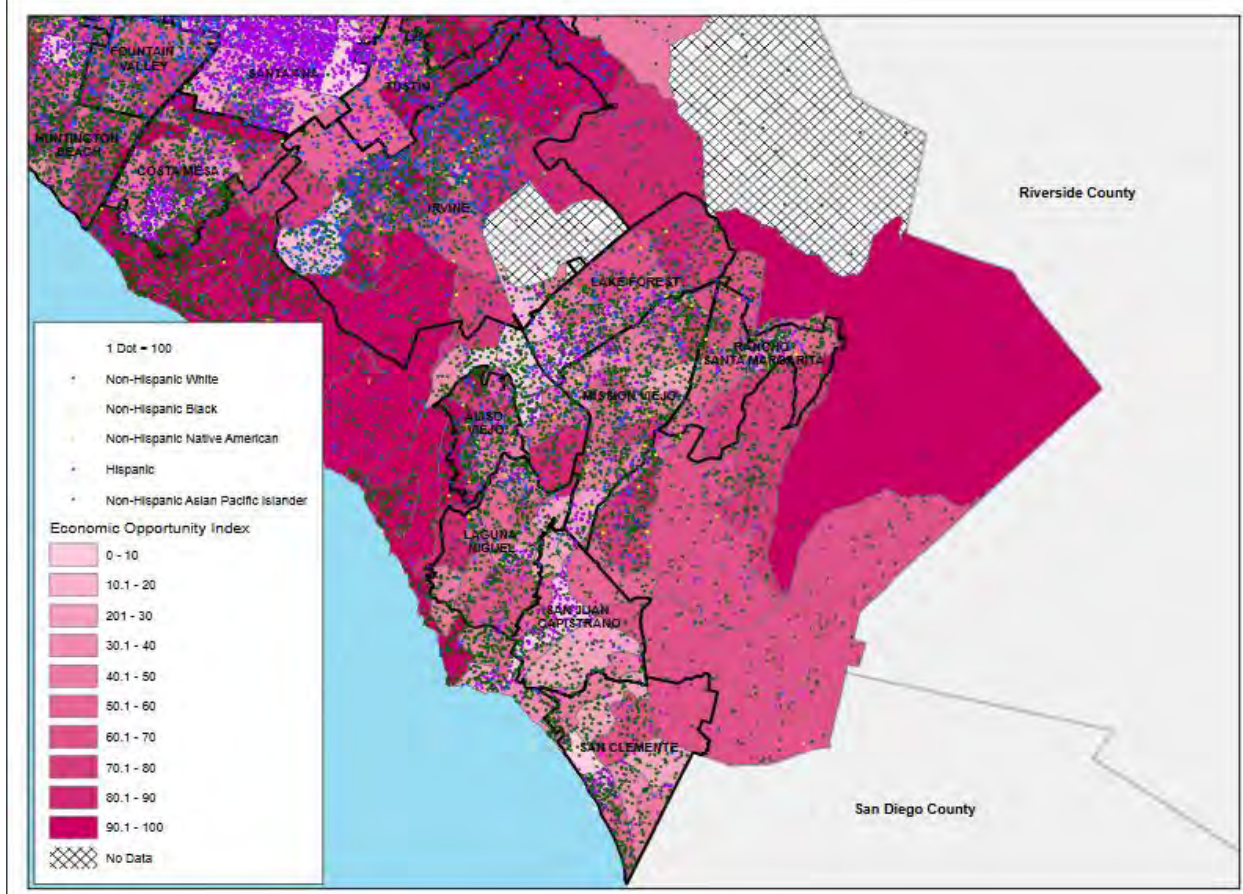 FOUNTAIN
VALLEY
SANTA ANA
TUSTIN
HUNTINGTON
BEACH
COSTA MESA
IRVINE
Riverside County
LAKE FOREST
RANCHO
SANTA MARGARITA
MISSION VIEJO
ALISO
VIEJO
LAGUNA
NIGUEL
SAN JUAN
CAPISTRANO
SAN CLEMENTE
San Diego County
1 Dot = 100
Non-Hispanic White
Non-Hispanic Black
Non-Hispanic Native American
Hispanic
Non-Hispanic Asian Pacific Islander
Economic Opportunity Index
0 - 10
10.1 - 20
201 - 30
30.1 - 40
40.1 - 50
50.1 - 60
60.1 - 70
70.1 - 80
80.1 - 90
90.1 - 100
No Data